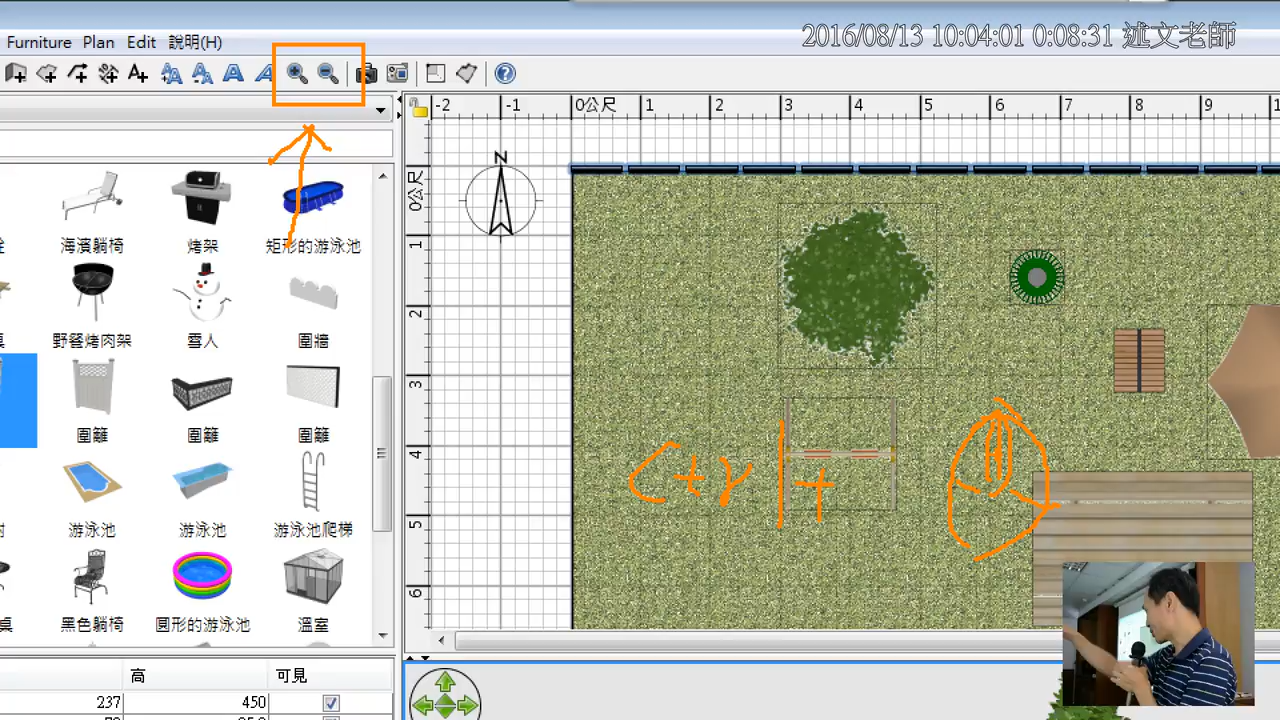 2016/08/13 10:04:01 0:08:31 述文老師
Furniture Plan Edit 說明(H)
-2 -1 0公尺 1 2 3 4 5 6 7 8 9
N
0公尺
1
2
3
4
5
6
海濱躺椅 烤架 矩形的游泳池
野餐烤肉架 雪人 圍牆
圍籬 圍籬 圍籬
游泳池 游泳池 游泳池爬梯
桌 黑色躺椅 圓形的游泳池 溫室
Ctrl +
高 可見
237 450